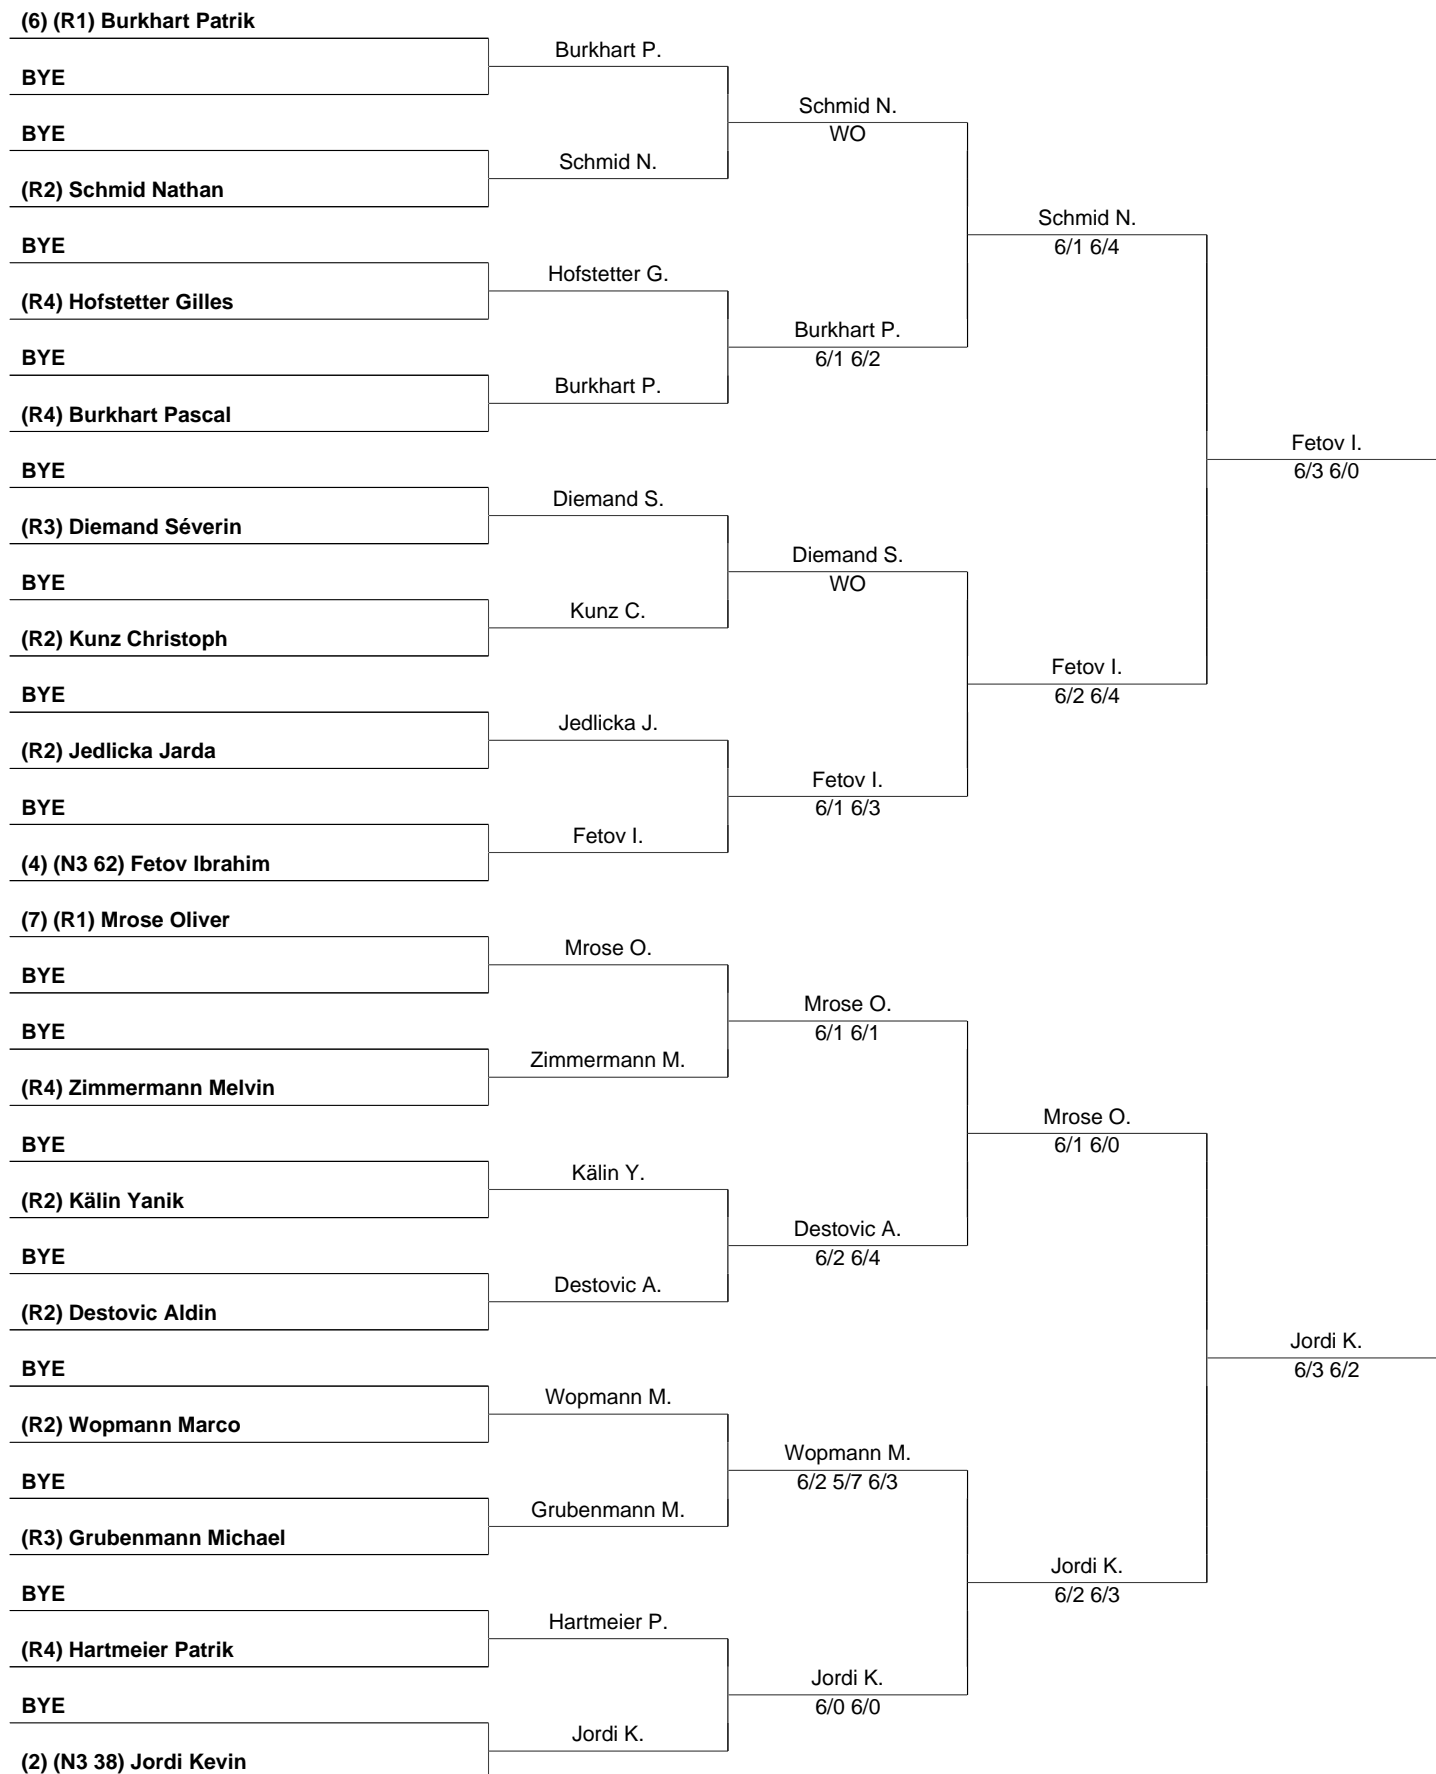 (6) (R1) Burkhart Patrik
Burkhart P.
BYE
Schmid N.
BYE
WO
Schmid N.
(R2) Schmid Nathan
Schmid N.
BYE
6/1 6/4
Hofstetter G.
(R4) Hofstetter Gilles
Burkhart P.
BYE
6/1 6/2
Burkhart P.
(R4) Burkhart Pascal
Fetov I.
BYE
6/3 6/0
Diemand S.
(R3) Diemand Séverin
Diemand S.
BYE
WO
Kunz C.
(R2) Kunz Christoph
Fetov I.
BYE
6/2 6/4
Jedlicka J.
(R2) Jedlicka Jarda
Fetov I.
BYE
6/1 6/3
Fetov I.
(4) (N3 62) Fetov Ibrahim
(7) (R1) Mrose Oliver
Mrose O.
BYE
Mrose O.
BYE
6/1 6/1
Zimmermann M.
(R4) Zimmermann Melvin
Mrose O.
BYE
6/1 6/0
Kälin Y.
(R2) Kälin Yanik
Destovic A.
BYE
6/2 6/4
Destovic A.
(R2) Destovic Aldin
Jordi K.
BYE
6/3 6/2
Wopmann M.
(R2) Wopmann Marco
Wopmann M.
BYE
6/2 5/7 6/3
Grubenmann M.
(R3) Grubenmann Michael
Jordi K.
BYE
6/2 6/3
Hartmeier P.
(R4) Hartmeier Patrik
Jordi K.
BYE
6/0 6/0
Jordi K.
(2) (N3 38) Jordi Kevin